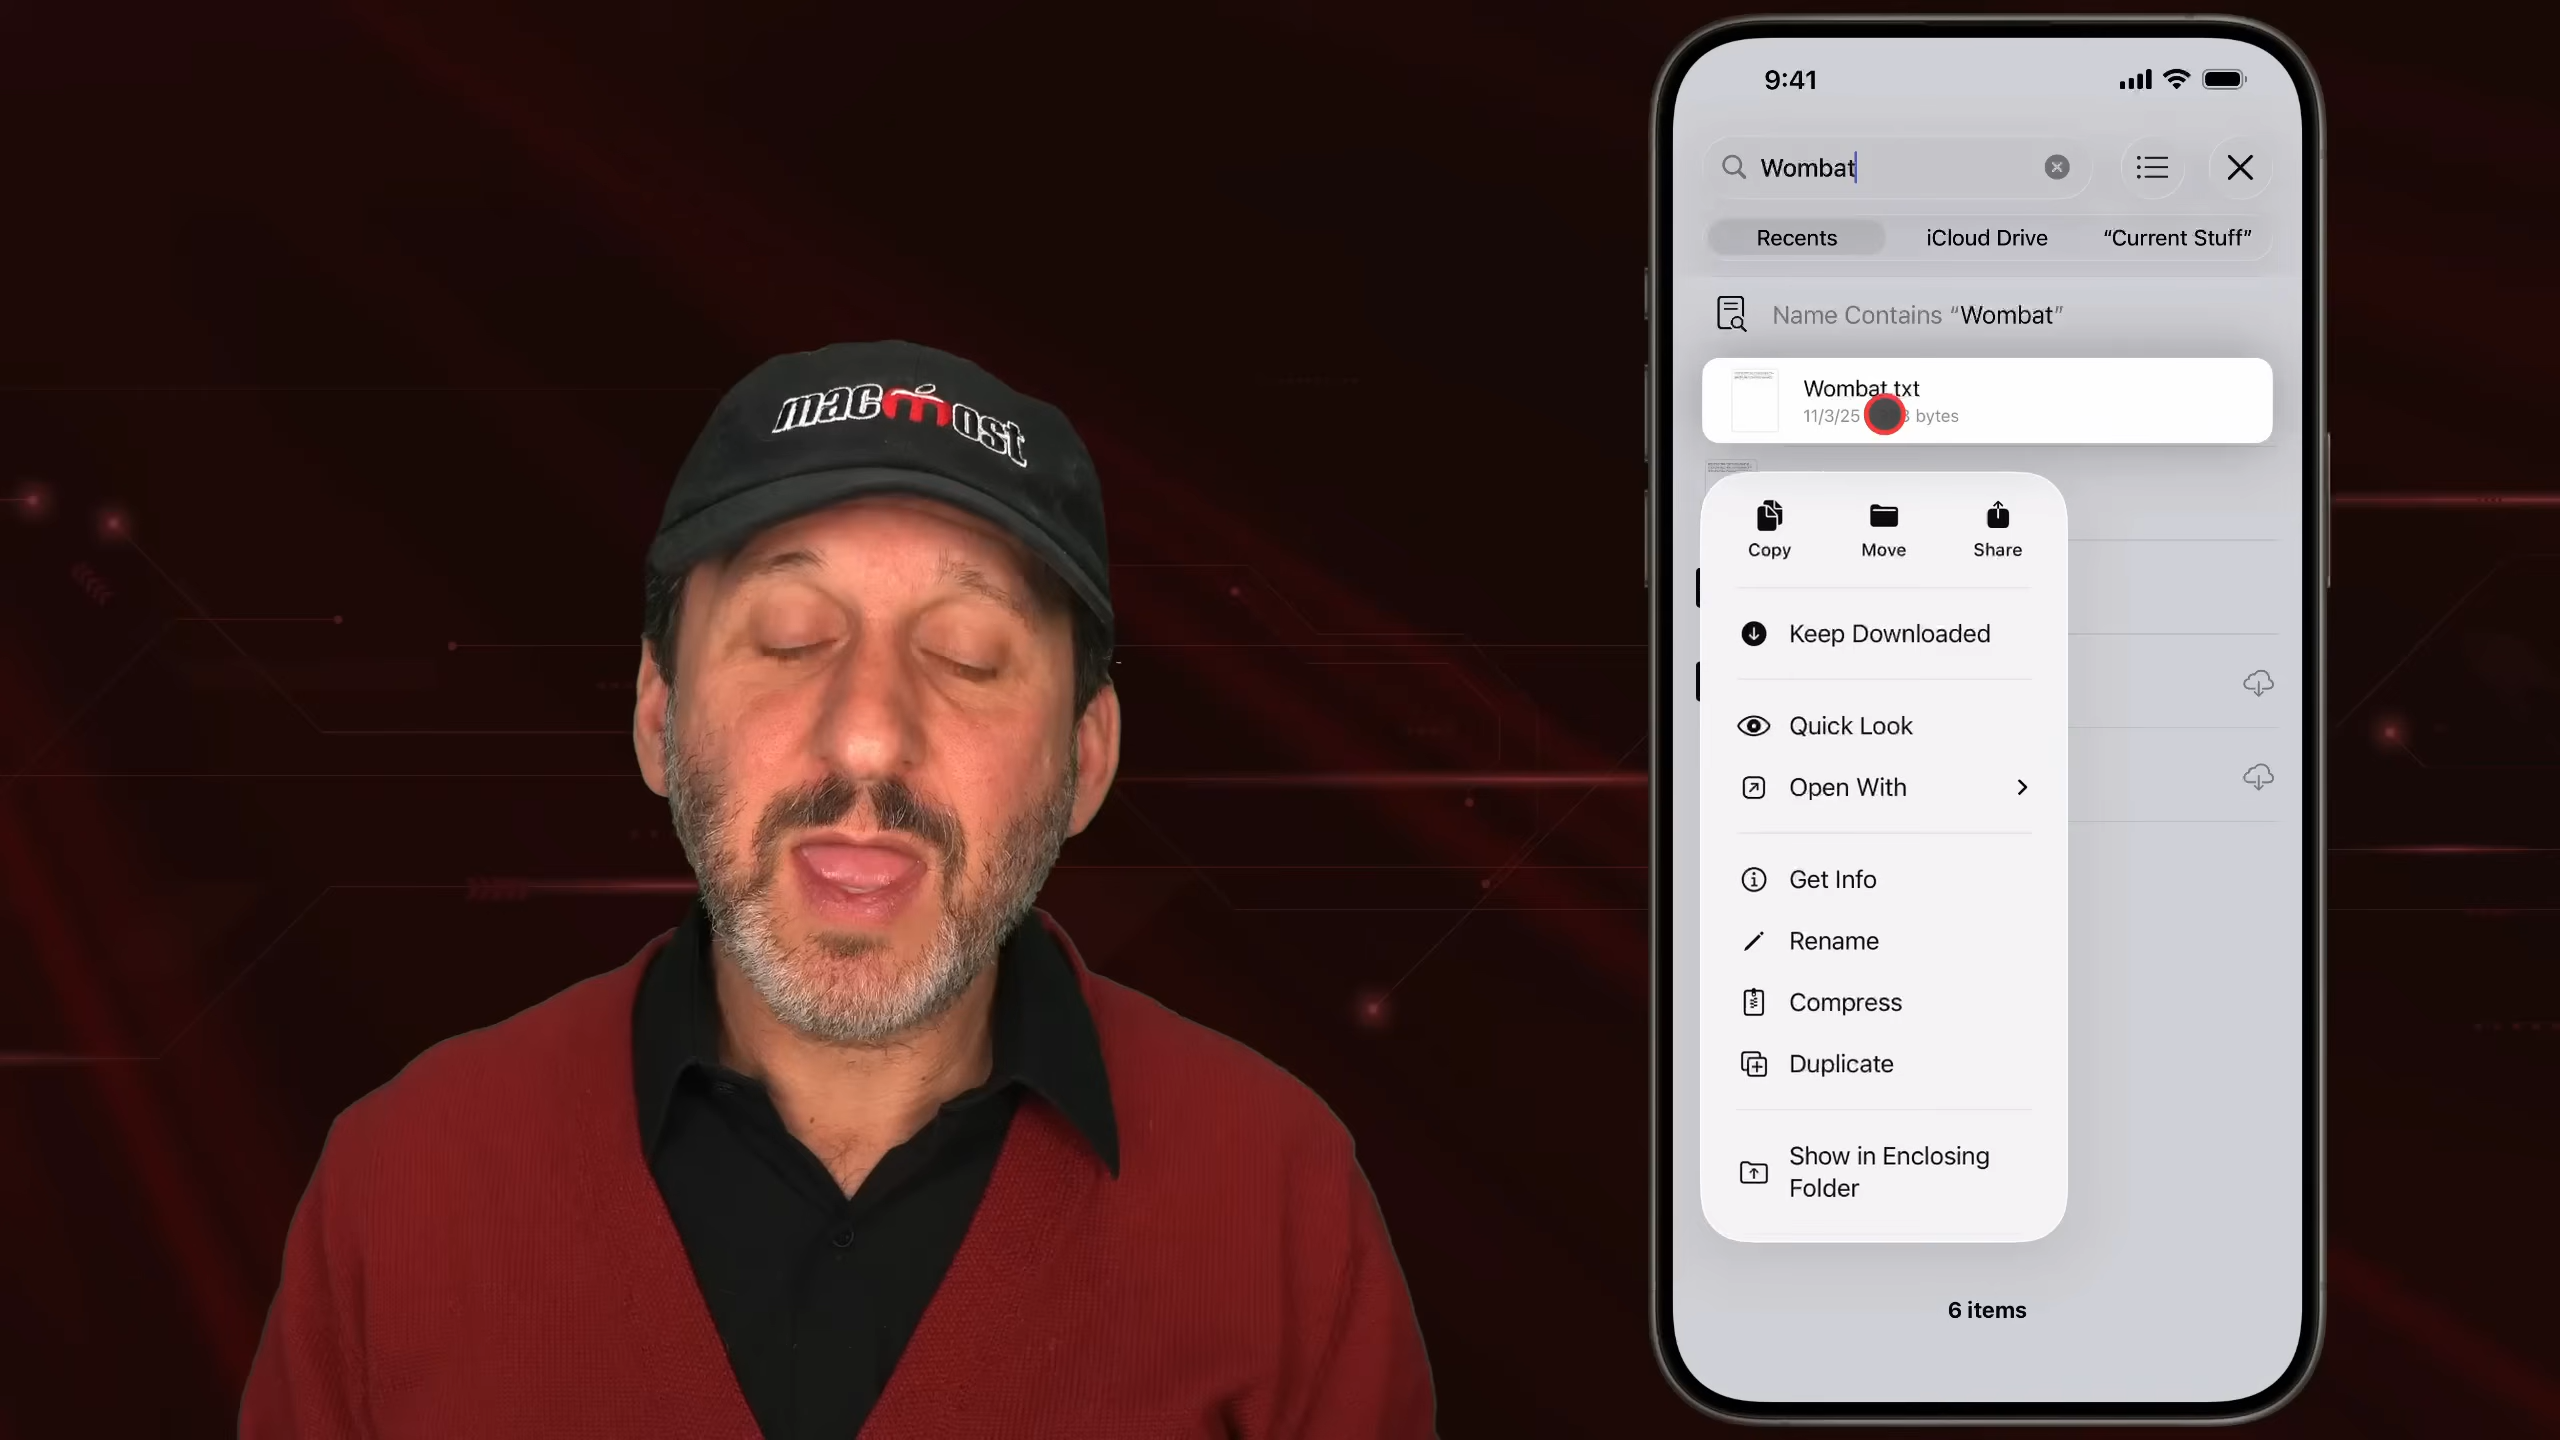 macmost
9:41
Wombat
Recents
iCloud Drive
“Current Stuff”
Name Contains “Wombat”
Wombat.txt
11/3/25
bytes
Copy
Move
Share
Keep Downloaded
Quick Look
Open With
Get Info
Rename
Compress
Duplicate
Show in Enclosing
Folder
6 items